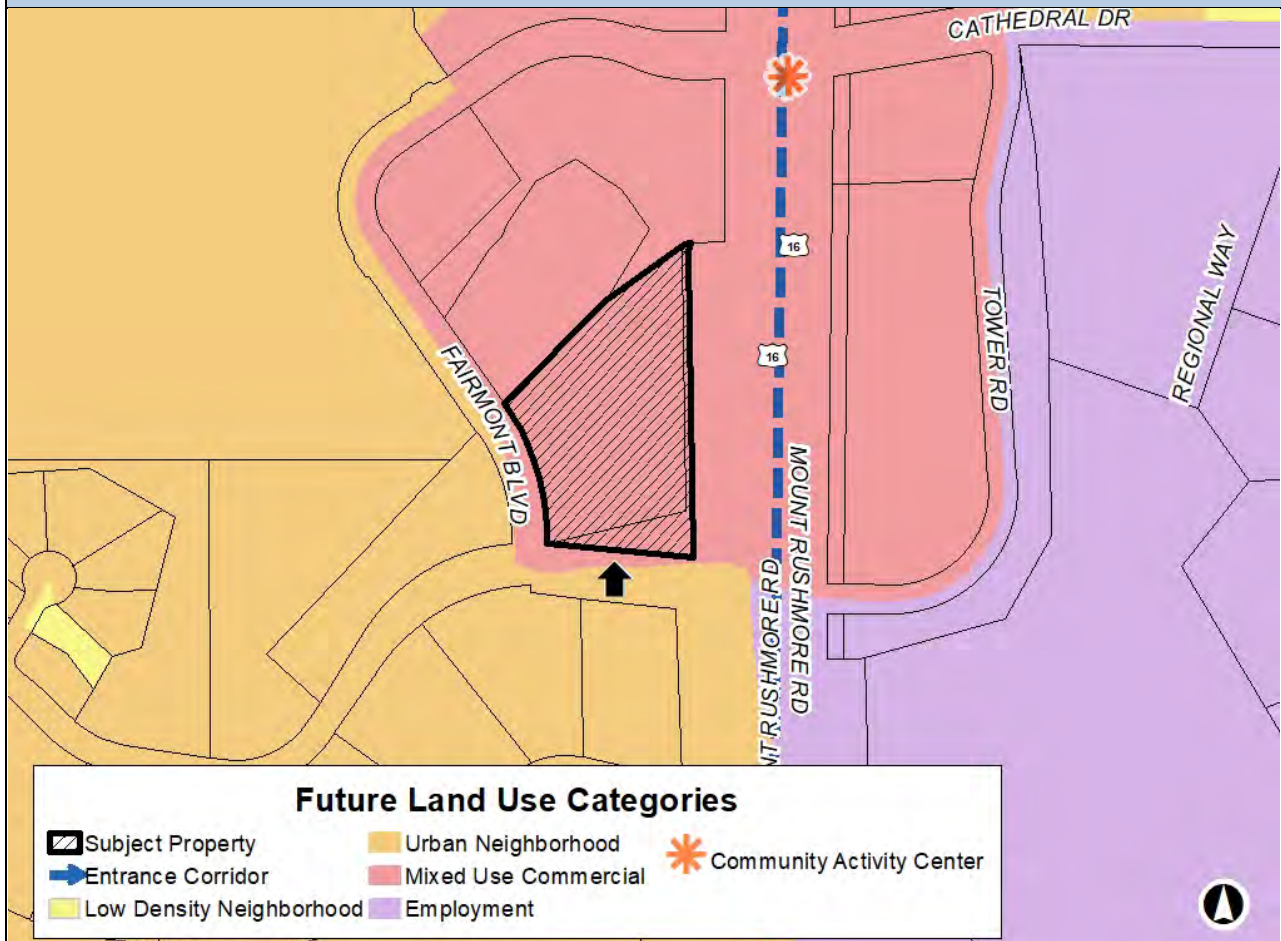 CATHEDRAL DR
16
REGIONAL WAY
TOWER RD
FAIRMONT BLVD
16
MOUNT RUSHMORE RD
NT RUSHMORE RD
Future Land Use Categories
Subject Property
Urban Neighborhood
Community Activity Center
Entrance Corridor
Mixed Use Commercial
Low Density Neighborhood
Employment